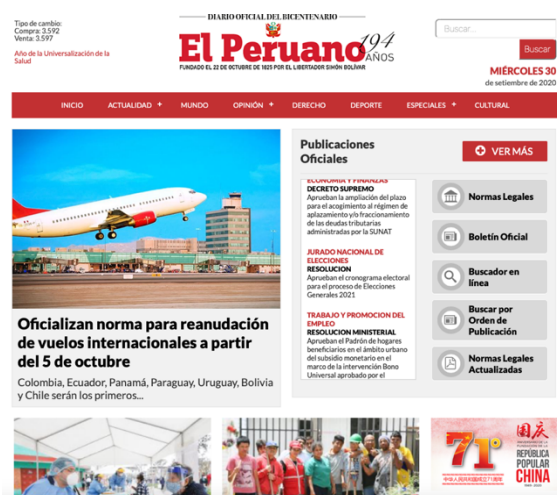 Tipo de cambio:
Compra: 3.592
Venta: 3.597
Año de la Universalización de la
Salud
DIARIO OFICIAL DEL BICENTENARIO
El Peruano
194
AÑOS
FUNDADO EL 22 DE OCTUBRE DE 1825 POR EL LIBERTADOR SIMÓN BOLÍVAR
Buscar...
Buscar
MIÉRCOLES 30
de setiembre de 2020
INICIO ACTUALIDAD + MUNDO OPINIÓN + DERECHO DEPORTE ESPECIALES + CULTURAL
Oficializan norma para reanudación
de vuelos internacionales a partir
del 5 de octubre
Colombia, Ecuador, Panamá, Paraguay, Uruguay, Bolivia
y Chile serán los primeros...
Publicaciones
Oficiales
VER MÁS
ECONOMIA Y FINANZAS
DECRETO SUPREMO
Aprueban la ampliación del plazo
para el acogimiento al régimen de
aplazamiento y/o fraccionamiento
de las deudas tributarias
administradas por la SUNAT
JURADO NACIONAL DE
ELECCIONES
RESOLUCION
Aprueban el cronograma electoral
para el proceso de Elecciones
Generales 2021
TRABAJO Y PROMOCION DEL
EMPLEO
RESOLUCION MINISTERIAL
Aprueban el Padrón de hogares
beneficiarios en el ámbito urbano
del subsidio monetario en el
marco de la intervención Bono
Universal aprobado por el
Normas Legales
Boletín Oficial
Buscador en
línea
Buscar por
Orden de
Publicación
Normas Legales
Actualizadas
71°
国庆
REPÚBLICA
POPULAR
CHINA